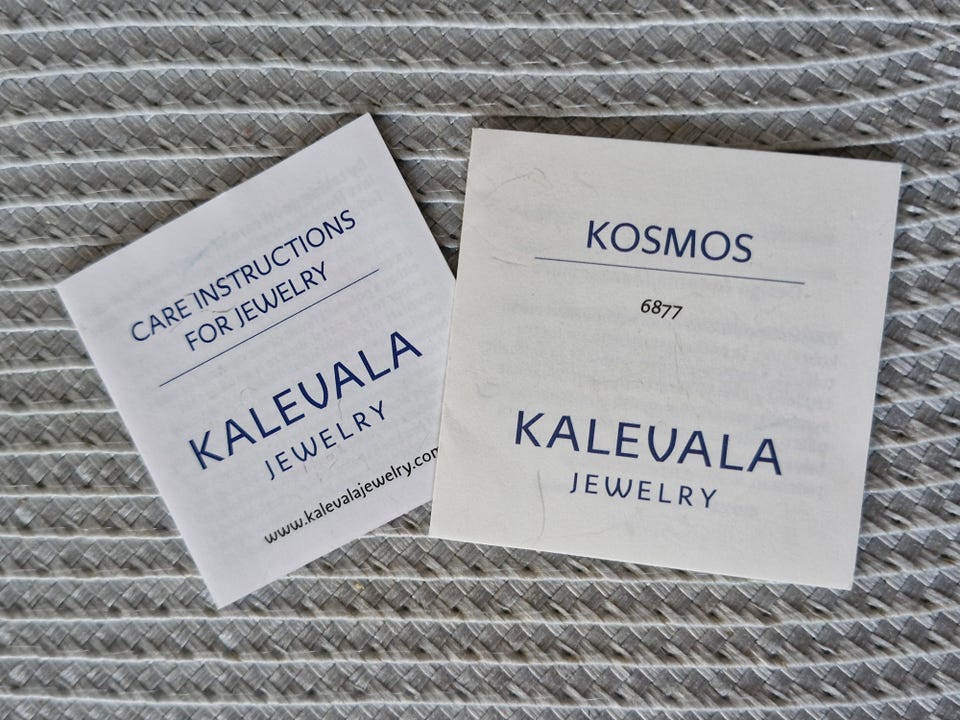 CARE INSTRUCTIONS
FOR JEWELRY
KALEVALA
JEWELRY
www.kalevalajewelry.com
KOSMOS
6877
KALEVALA
JEWELRY